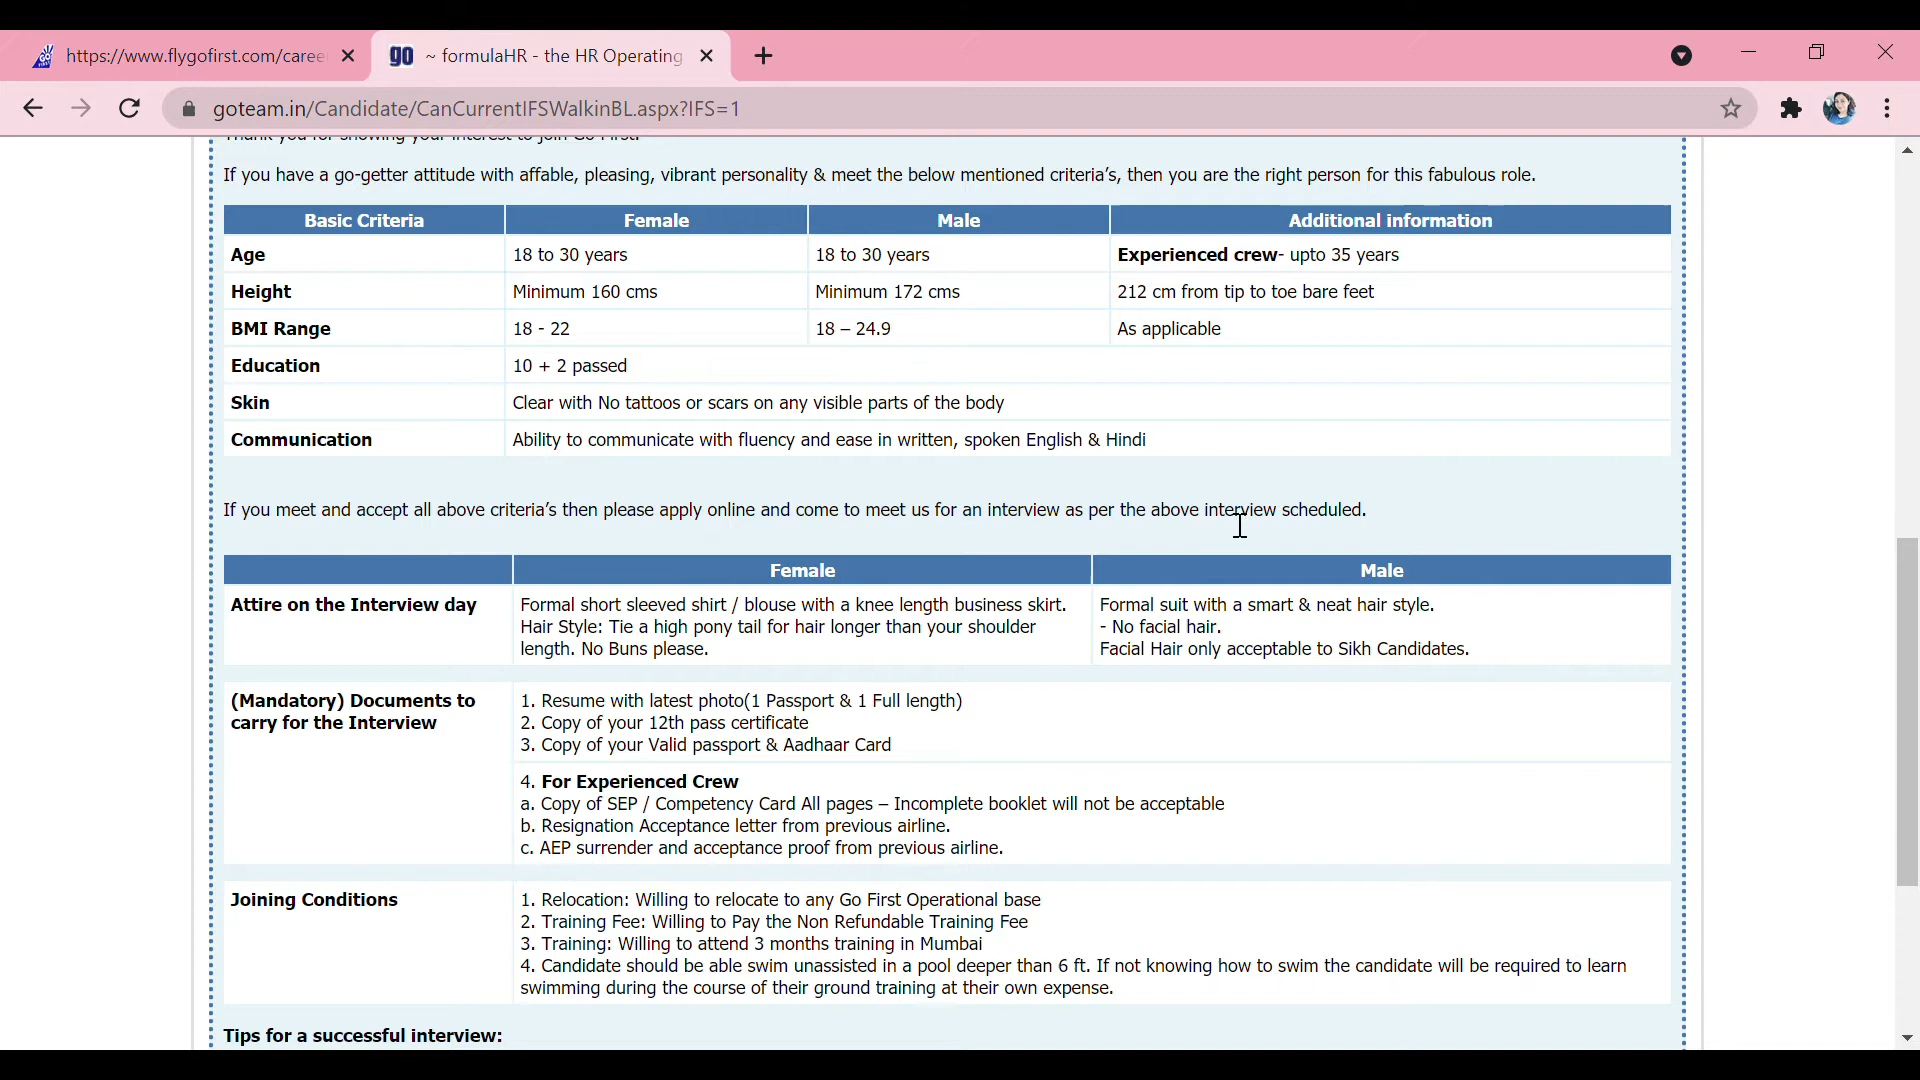 https://www.flygofirst.com/caree
go ~ formulaHR - the HR Operating
goteam.in/Candidate/CanCurrentIFSWalkinBL.aspx?IFS=1
Thank you for showing your interest to join Go First.
If you have a go-getter attitude with affable, pleasing, vibrant personality & meet the below mentioned criteria's, then you are the right person for this fabulous role.
Basic Criteria Female Male Additional information
Age 18 to 30 years 18 to 30 years Experienced crew- upto 35 years
Height Minimum 160 cms Minimum 172 cms 212 cm from tip to toe bare feet
BMI Range 18 - 22 18 – 24.9 As applicable
Education 10 + 2 passed
Skin Clear with No tattoos or scars on any visible parts of the body
Communication Ability to communicate with fluency and ease in written, spoken English & Hindi
If you meet and accept all above criteria's then please apply online and come to meet us for an interview as per the above interview scheduled.
Female Male
Attire on the Interview day
Formal short sleeved shirt / blouse with a knee length business skirt.
Hair Style: Tie a high pony tail for hair longer than your shoulder
length. No Buns please.
Formal suit with a smart & neat hair style.
- No facial hair.
Facial Hair only acceptable to Sikh Candidates.
(Mandatory) Documents to
carry for the Interview
1. Resume with latest photo(1 Passport & 1 Full length)
2. Copy of your 12th pass certificate
3. Copy of your Valid passport & Aadhaar Card
4. For Experienced Crew
a. Copy of SEP / Competency Card All pages – Incomplete booklet will not be acceptable
b. Resignation Acceptance letter from previous airline.
c. AEP surrender and acceptance proof from previous airline.
Joining Conditions
1. Relocation: Willing to relocate to any Go First Operational base
2. Training Fee: Willing to Pay the Non Refundable Training Fee
3. Training: Willing to attend 3 months training in Mumbai
4. Candidate should be able swim unassisted in a pool deeper than 6 ft. If not knowing how to swim the candidate will be required to learn
swimming during the course of their ground training at their own expense.
Tips for a successful interview: